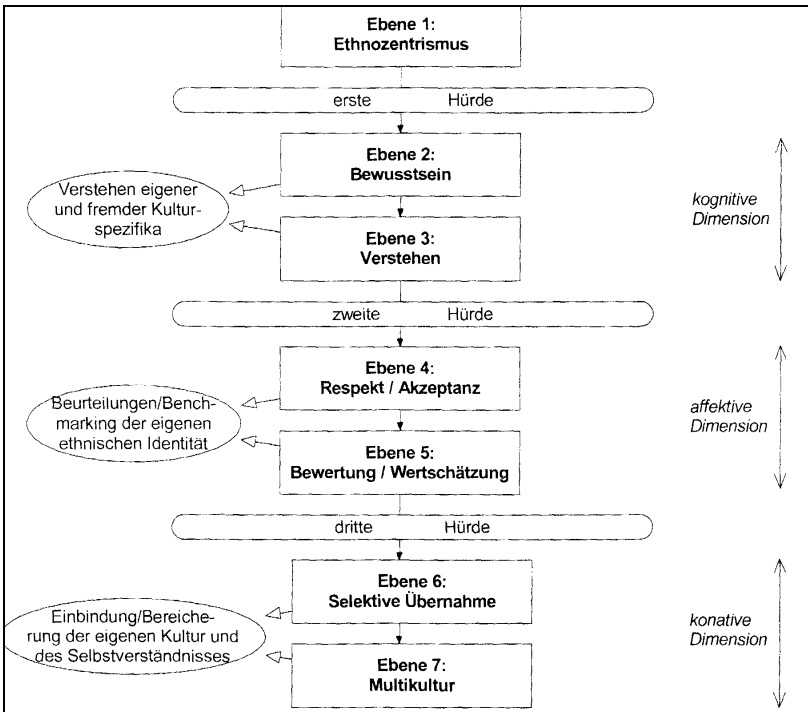 Ebene 1:
Ethnozentrismus
erste Hürde
Ebene 2:
Bewusstsein
Verstehen eigener
und fremder Kultur-
spezifika
kognitive
Dimension
Ebene 3:
Verstehen
zweite Hürde
Ebene 4:
Respekt / Akzeptanz
Beurteilungen/Bench-
marking der eigenen
ethnischen Identität
affektive
Dimension
Ebene 5:
Bewertung / Wertschätzung
dritte Hürde
Ebene 6:
Selektive Übernahme
Einbindung/Bereiche-
rung der eigenen Kultur und
des Selbstverständnisses
konative
Dimension
Ebene 7:
Multikultur